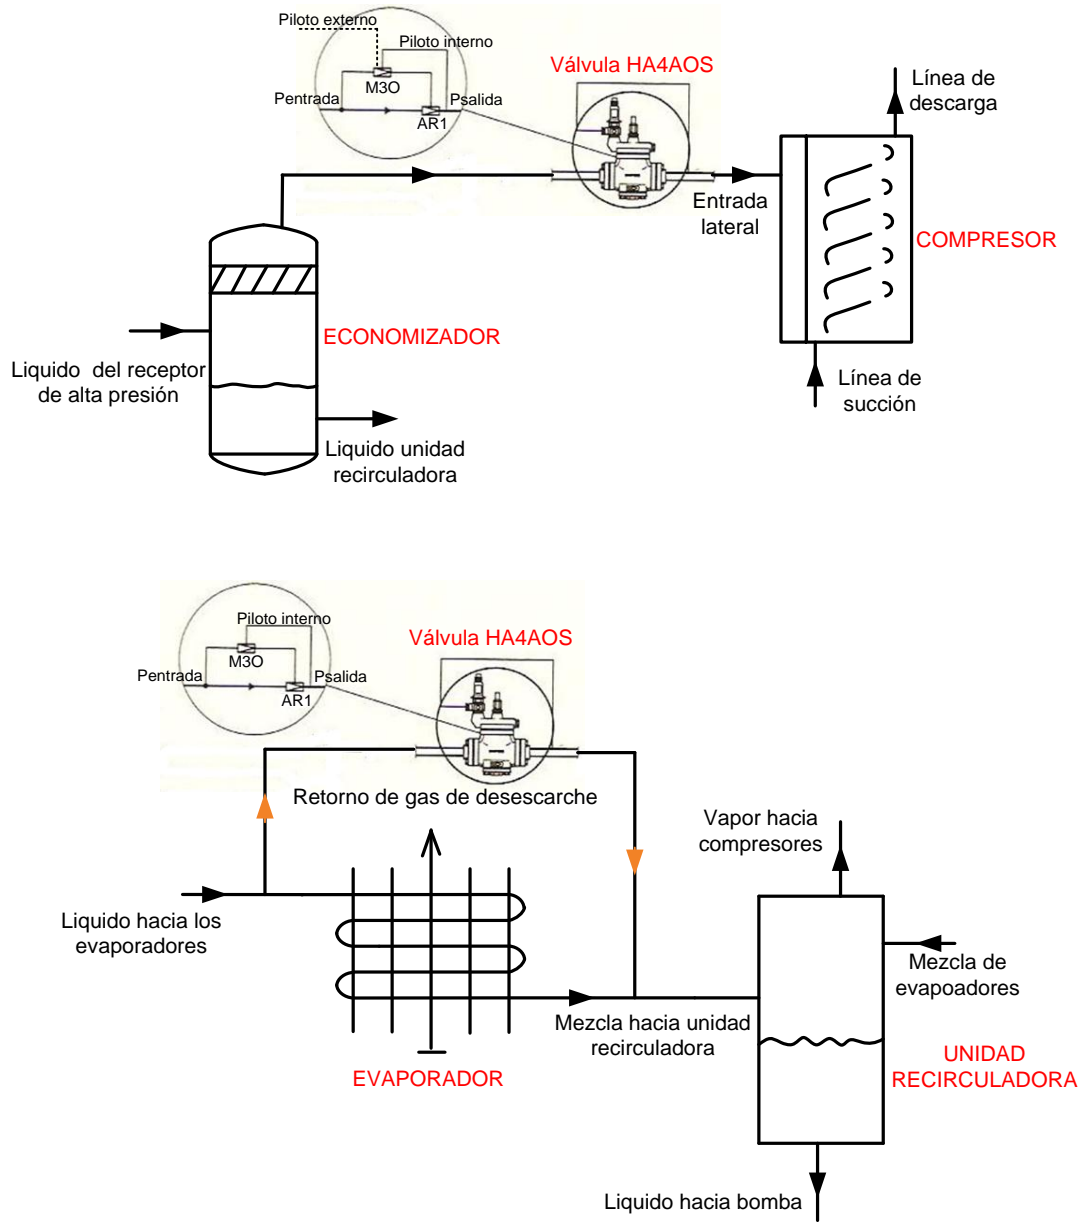 Piloto externo
Piloto interno
M3O
Pentrada
Psalida
AR1
Válvula HA4AOS
Línea de
descarga
Entrada
lateral
COMPRESOR
ECONOMIZADOR
Liquido del receptor
de alta presión
Línea de
succión
Liquido unidad
recirculadora
Piloto interno
M3O
Pentrada
Psalida
AR1
Válvula HA4AOS
Retorno de gas de desescarche
Vapor hacia
compresores
Liquido hacia los
evaporadores
Mezcla de
evapoadores
Mezcla hacia unidad
recirculadora
EVAPORADOR
UNIDAD
RECIRCULADORA
Liquido hacia bomba